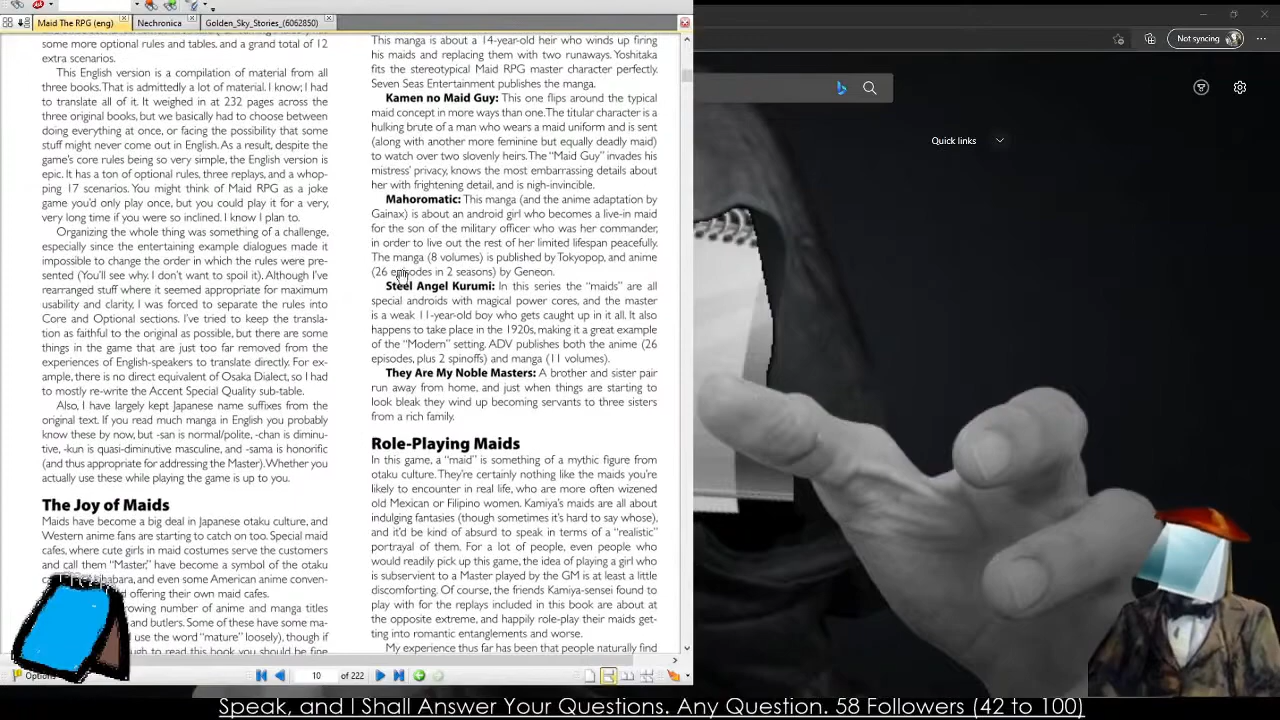 Maid The RPG (eng)
Nechronica
Golden_Sky_Stories_(6062850)
some more optional rules and tables, and a grand total of 12
extra scenarios.
This English version is a compilation of material from all
three books. That is admittedly a lot of material. I know; I had
to translate all of it. It weighed in at 232 pages across the
three original books, but we basically had to choose between
doing everything at once, or facing the possibility that some
stuff might never come out in English. As a result, despite the
game's core rules being so very simple, the English version is
epic. It has a ton of optional rules, three replays, and a whop-
ping 17 scenarios. You might think of Maid RPG as a joke
game you'd only play once, but you could play it for a very,
very long time if you were so inclined. I know I plan to.
Organizing the whole thing was something of a challenge,
especially since the entertaining example dialogues made it
impossible to change the order in which the rules were pre-
sented (You'll see why. I don't want to spoil it). Although I've
rearranged stuff where it seemed appropriate for maximum
usability and clarity, I was forced to separate the rules into
Core and Optional sections. I've tried to keep the transla-
tion as faithful to the original as possible, but there are some
things in the game that are just too far removed from the
experiences of English-speakers to translate directly. For ex-
ample, there is no direct equivalent of Osaka Dialect, so I had
to mostly re-write the Accent Special Quality sub-table.
Also, I have largely kept Japanese name suffixes from the
original text. If you read much manga in English you probably
know these by now, but -san is normal/polite, -chan is diminu-
tive, -kun is quasi-diminutive masculine, and -sama is honorific
(and thus appropriate for addressing the Master). Whether you
actually use these while playing the game is up to you.
The Joy of Maids
Maids have become a big deal in Japanese otaku culture, and
Western anime fans are starting to catch on too. Special maid
cafes, where cute girls in maid costumes serve the customers
and call them "Master," have become a symbol of the otaku
and even some American anime conven-
offering their own maid cafes.
rowing number of anime and manga titles
and butlers. Some of these have some ma-
use the word "mature" loosely), though if
ugh to read this book you should be fine
This manga is about a 14-year-old heir who winds up firing
his maids and replacing them with two runaways. Yoshitaka
fits the stereotypical Maid RPG master character perfectly.
Seven Seas Entertainment publishes the manga.
Kamen no Maid Guy: This one flips around the typical
maid concept in more ways than one. The titular character is a
hulking brute of a man who wears a maid uniform and is sent
(along with another more feminine but equally deadly maid)
to watch over two slovenly heirs. The "Maid Guy" invades his
mistress' privacy, knows the most embarrassing details about
her with frightening detail, and is nigh-invincible.
Mahoromatic: This manga (and the anime adaptation by
Gainax) is about an android girl who becomes a live-in maid
for the son of the military officer who was her commander,
in order to live out the rest of her limited lifespan peacefully.
The manga (8 volumes) is published by Tokyopop, and anime
(26 episodes in 2 seasons) by Geneon.
Steel Angel Kurumi: In this series the "maids" are all
special androids with magical power cores, and the master
is a weak 11-year-old boy who gets caught up in it all. It also
happens to take place in the 1920s, making it a great example
of the "Modern" setting. ADV publishes both the anime (26
episodes, plus 2 spinoffs) and manga (11 volumes).
They Are My Noble Masters: A brother and sister pair
run away from home, and just when things are starting to
look bleak they wind up becoming servants to three sisters
from a rich family.
Role-Playing Maids
In this game, a "maid" is something of a mythic figure from
otaku culture. They're certainly nothing like the maids you're
likely to encounter in real life, who are more often wizened
old Mexican or Filipino women. Kamiya's maids are all about
indulging fantasies (though sometimes it's hard to say whose),
and it'd be kind of absurd to speak in terms of a "realistic"
portrayal of them. For a lot of people, even people who
would readily pick up this game, the idea of playing a girl who
is subservient to a Master played by the GM is at least a little
discomforting. Of course, the friends Kamiya-sensei found to
play with for the replays included in this book are about at
the opposite extreme, and happily role-play their maids get-
ting into romantic entanglements and worse.
My experience thus far has been that people naturally find
Options
10 of 222
Not syncing
Quick links
Speak, and I Shall Answer Your Questions. Any Question. 58 Followers (42 to 100)